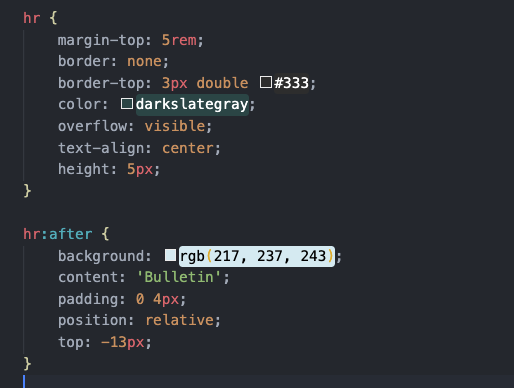 hr {
margin-top: 5rem;
border: none;
border-top: 3px double #333;
color: darkslategray;
overflow: visible;
text-align: center;
height: 5px;
}
hr:after {
background: rgb(217, 237, 243);
content: 'Bulletin';
padding: 0 4px;
position: relative;
top: -13px;
}